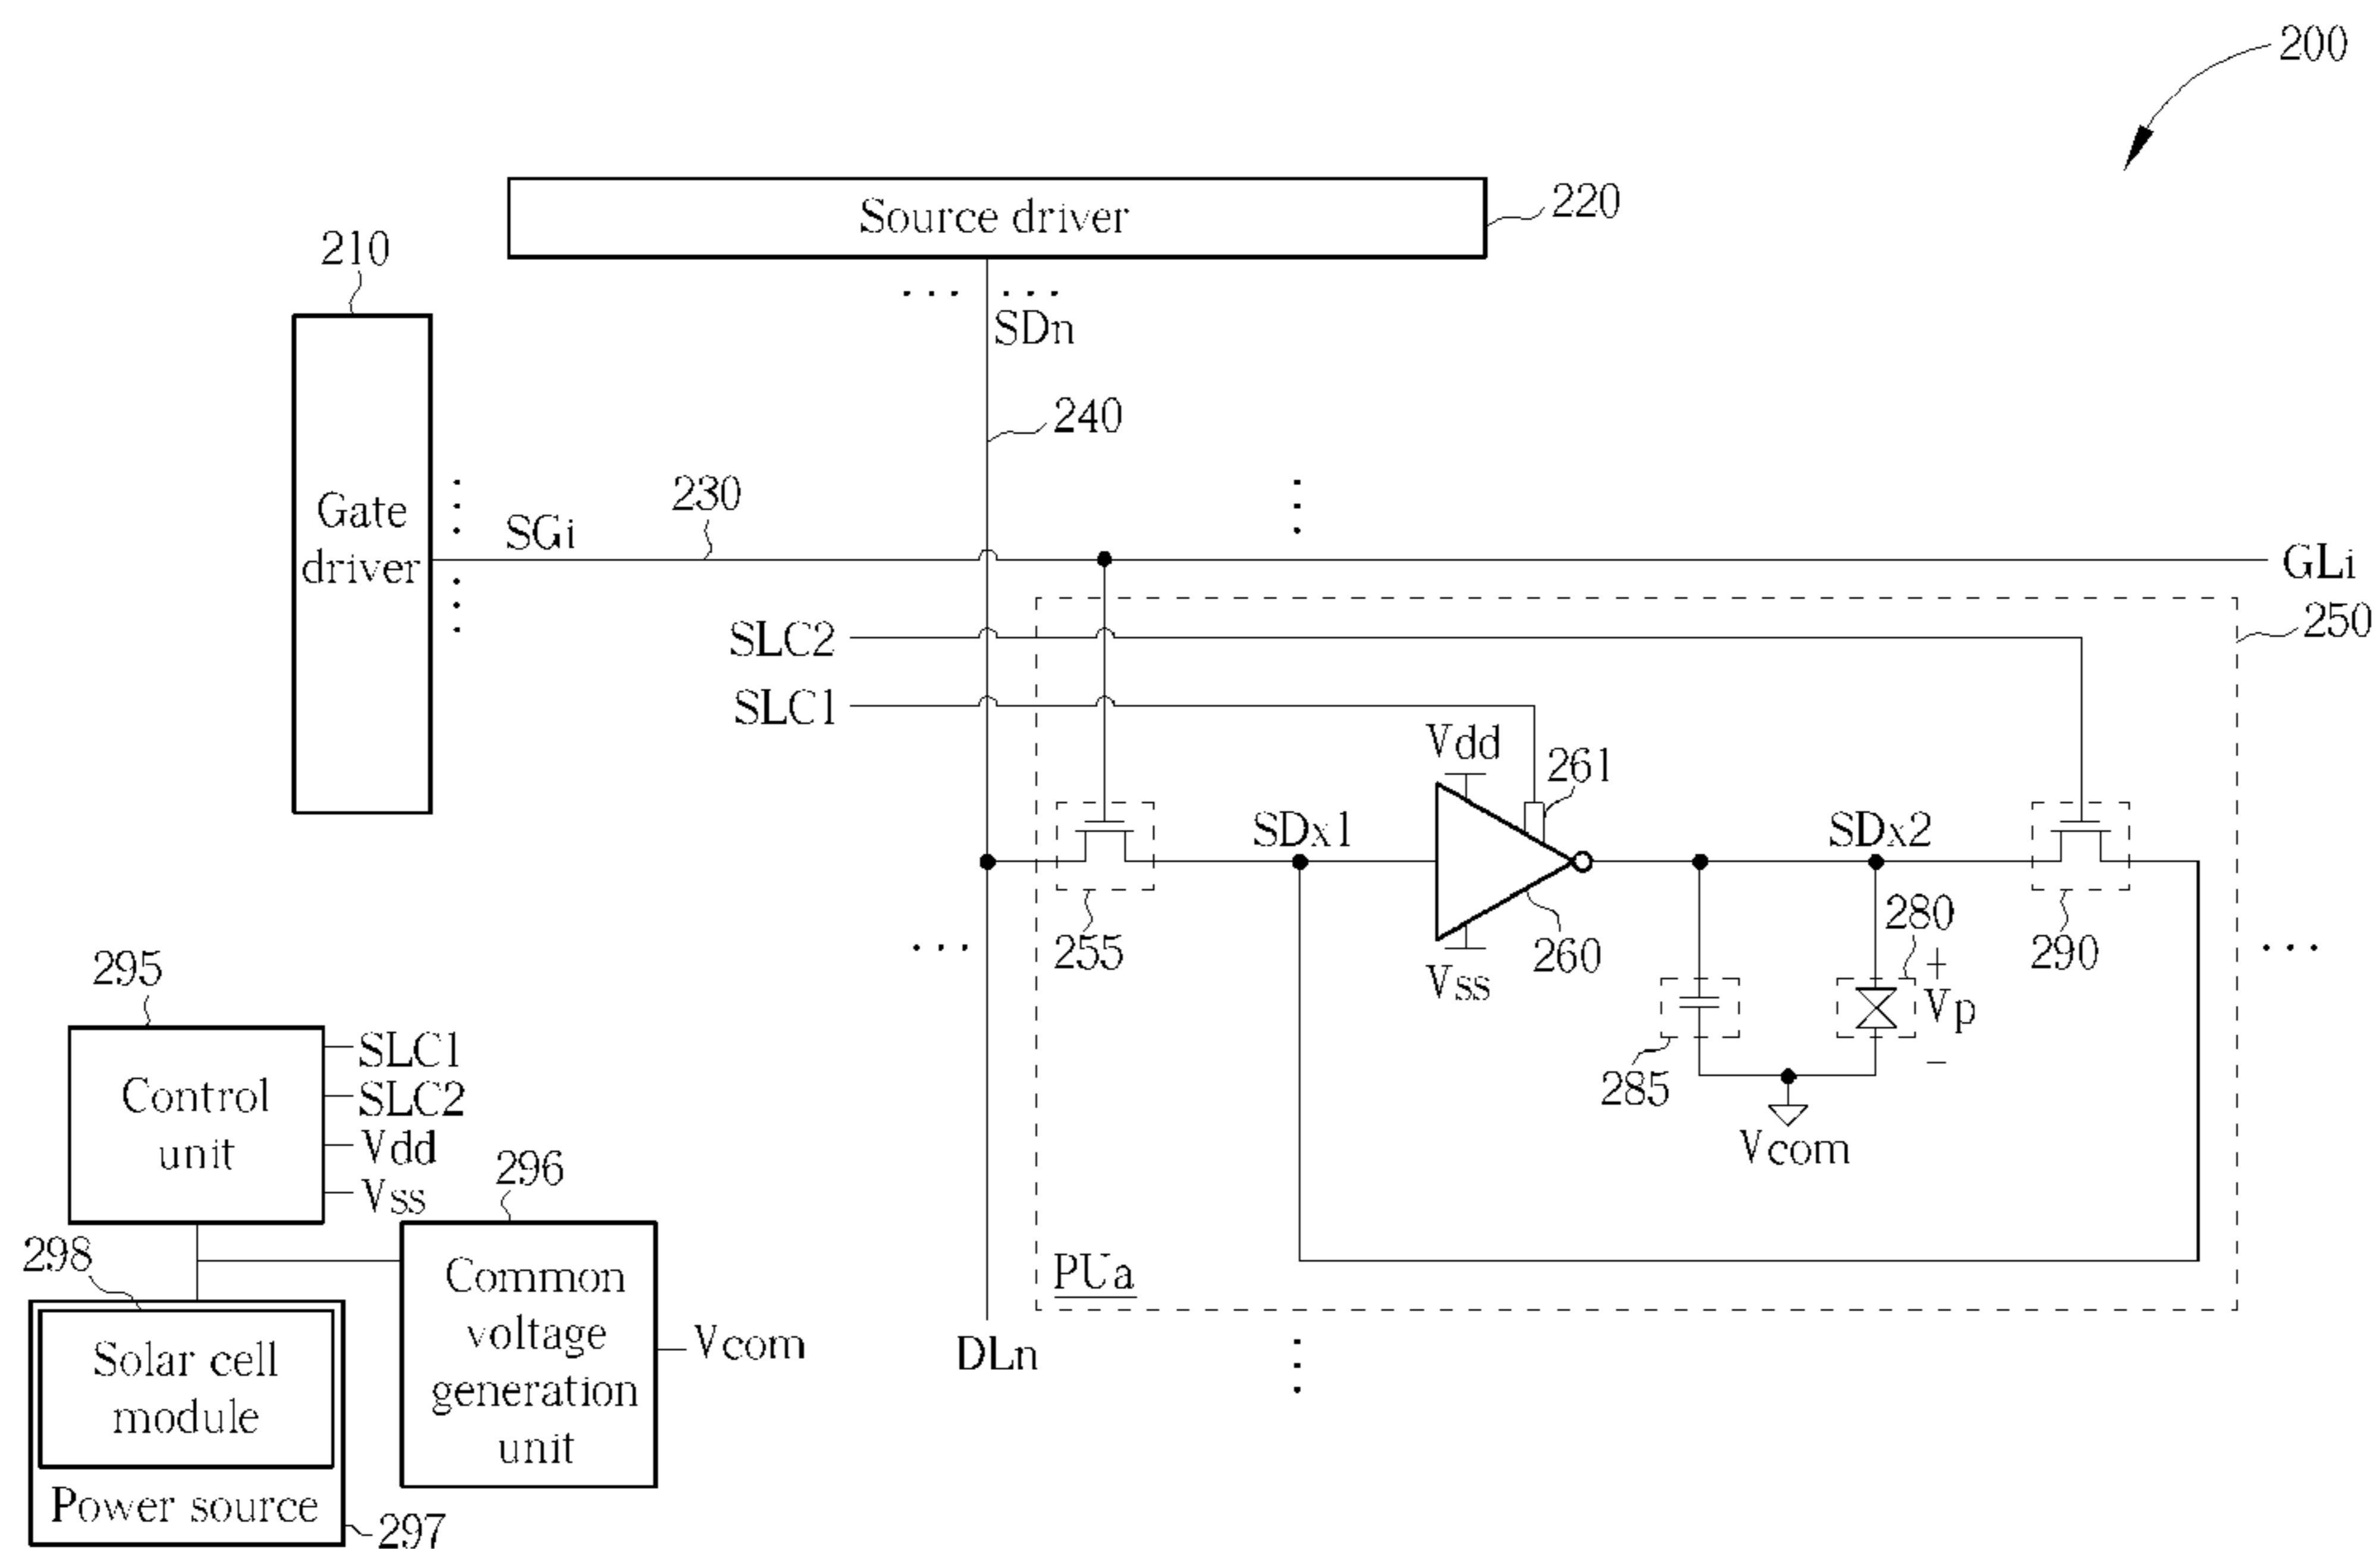 200
Source driver
220
210
SDn
240
Gate
driver
SGi
230
GLi
250
SLC2
SLC1
Vdd
261
SDx1
SDx2
255
Vss
260
280
290
+
Vp
−
285
Vcom
295
Control
unit
SLC1
SLC2
Vdd
Vss
296
298
Common
voltage
generation
unit
Vcom
Solar cell
module
Power source
297
PUa
DLn